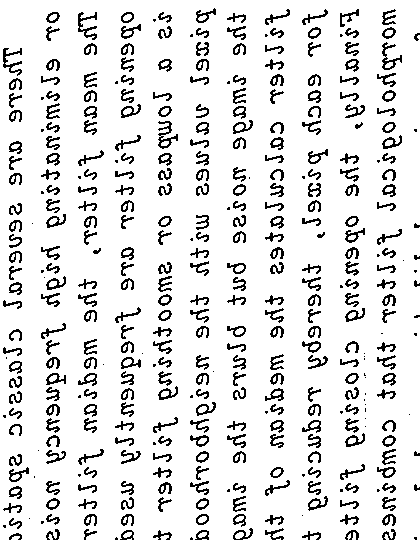 There are several classic spatia
or eliminating high frequency nois
The mean filter, the median filter
opening filter are frequently used
is a lowpass or smoothing filter t
pixel values with the neighborhood
the image noise but blurs the imag
filter calculates the median of th
for each pixel, thereby reducing t
Finally, the opening closing filte
morphological filter that combines